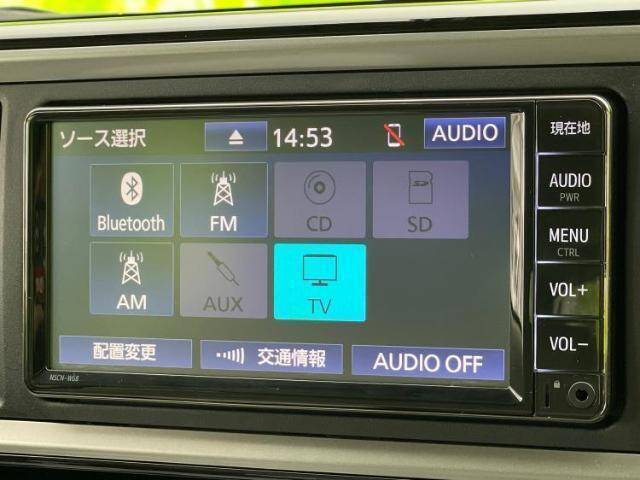 ソース選択
14:53
AUDIO
Bluetooth
FM
CD
SD
AM
AUX
TV
配置変更
交通情報
AUDIO OFF
NSCN-W68
現在地
AUDIO
PWR
MENU
CTRL
VOL+
VOL−